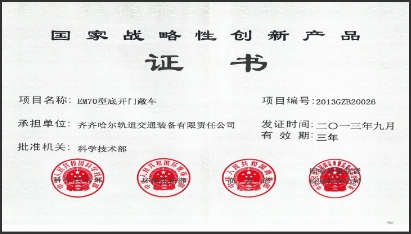 国家战略性创新产品
证书
项目名称：EM70型底开门敞车
项目编号：2013GZB20026
承担单位：齐齐哈尔轨道交通装备有限责任公司
发证时间：二〇一三年九月
有效期：三年
批准机关：科学技术部